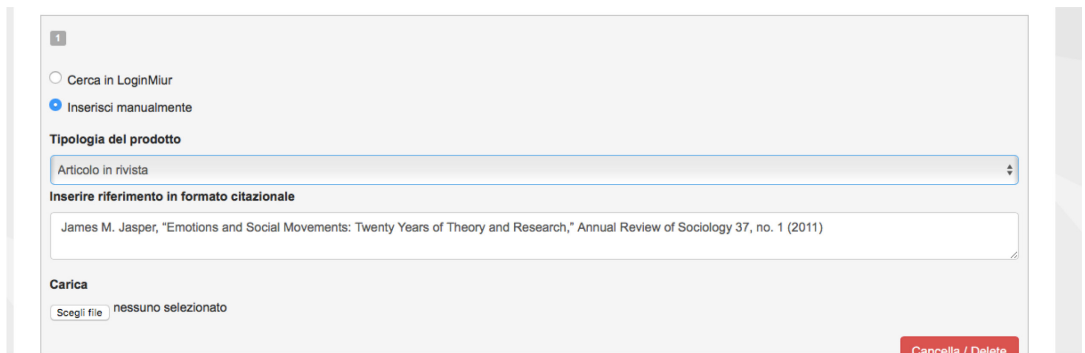 1
Cerca in LoginMiur
Inserisci manualmente
Tipologia del prodotto
Articolo in rivista
Inserire riferimento in formato citazionale
James M. Jasper, "Emotions and Social Movements: Twenty Years of Theory and Research," Annual Review of Sociology 37, no. 1 (2011)
Carica
Scegli file nessuno selezionato
Cancella / Delete